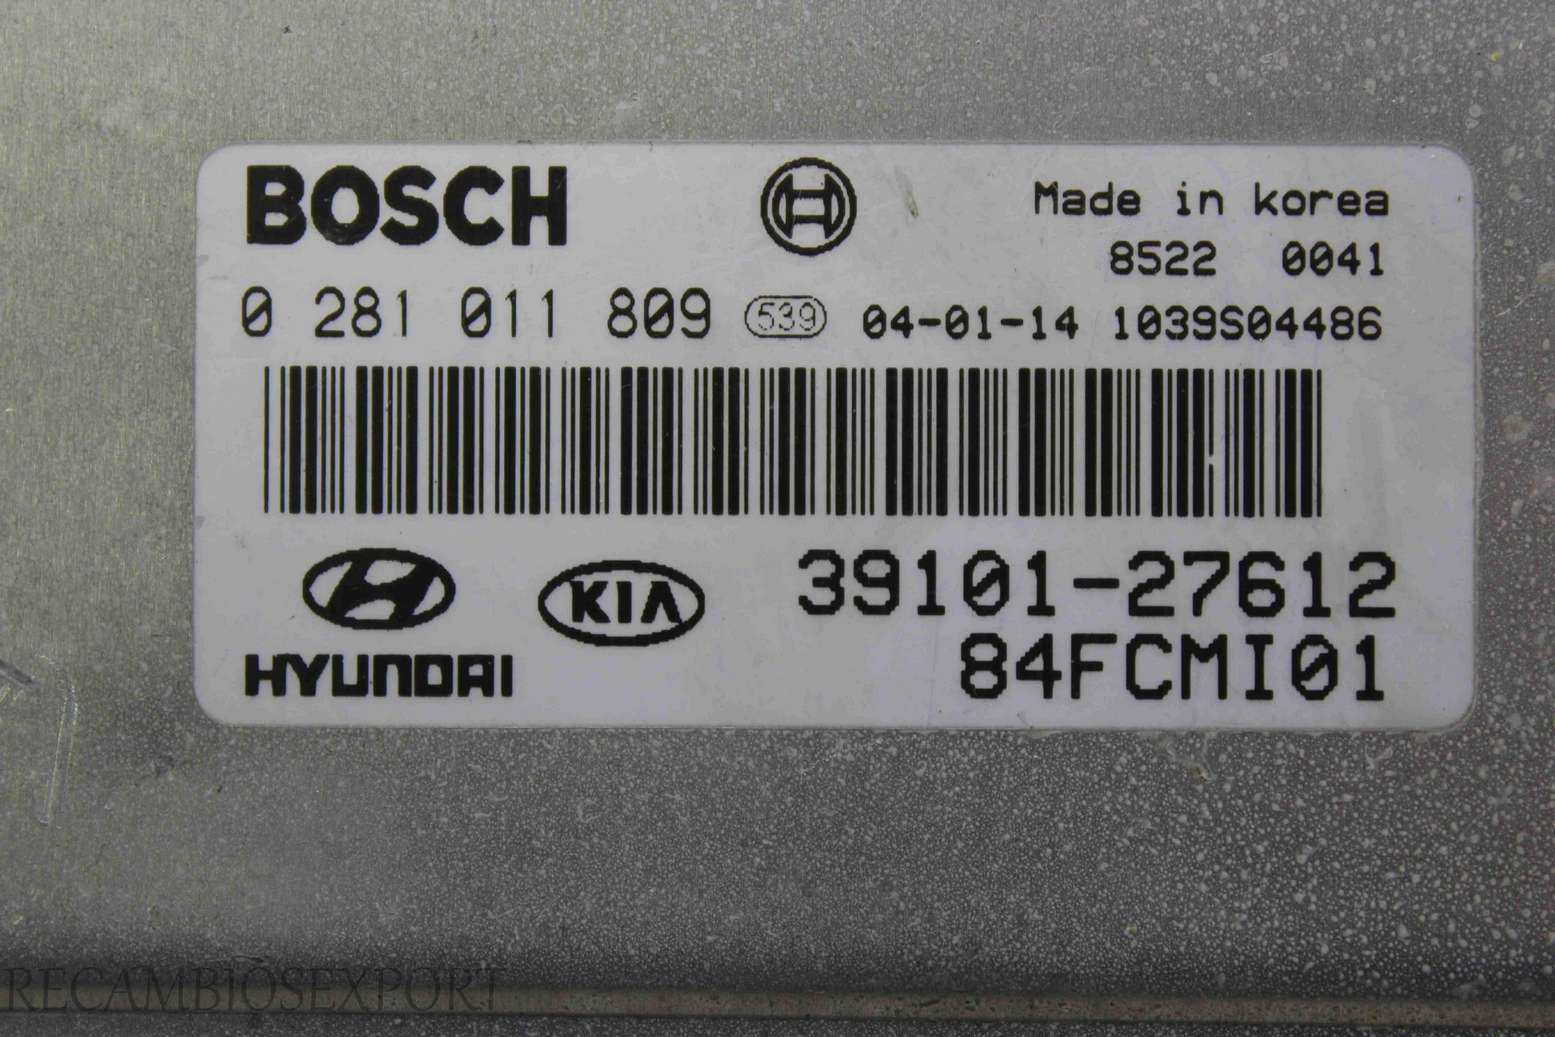 BOSCH
Made in korea
8522 0041
0 281 011 809 539 04-01-14 1039S04486
KIA 39101-27612
HYUNDAI 84FCMI01
RECAMBIOSEXPORT